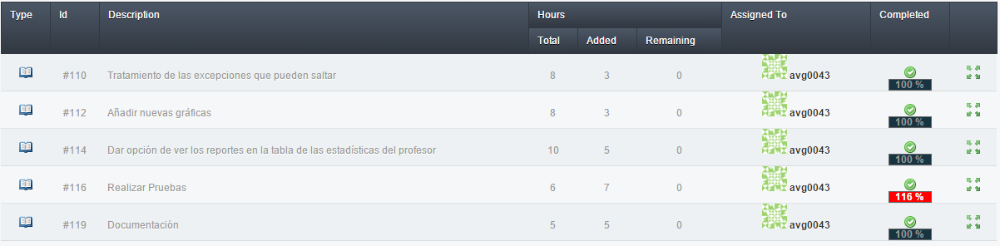 Type Id Description Hours Assigned To Completed
Total Added Remaining
#110 Tratamiento de las excepciones que pueden saltar 8 3 0 avg0043 100 %
#112 Añadir nuevas gráficas 8 3 0 avg0043 100 %
#114 Dar opción de ver los reportes en la tabla de las estadísticas del profesor 10 5 0 avg0043 100 %
#116 Realizar Pruebas 6 7 0 avg0043 116 %
#119 Documentación 5 5 0 avg0043 100 %